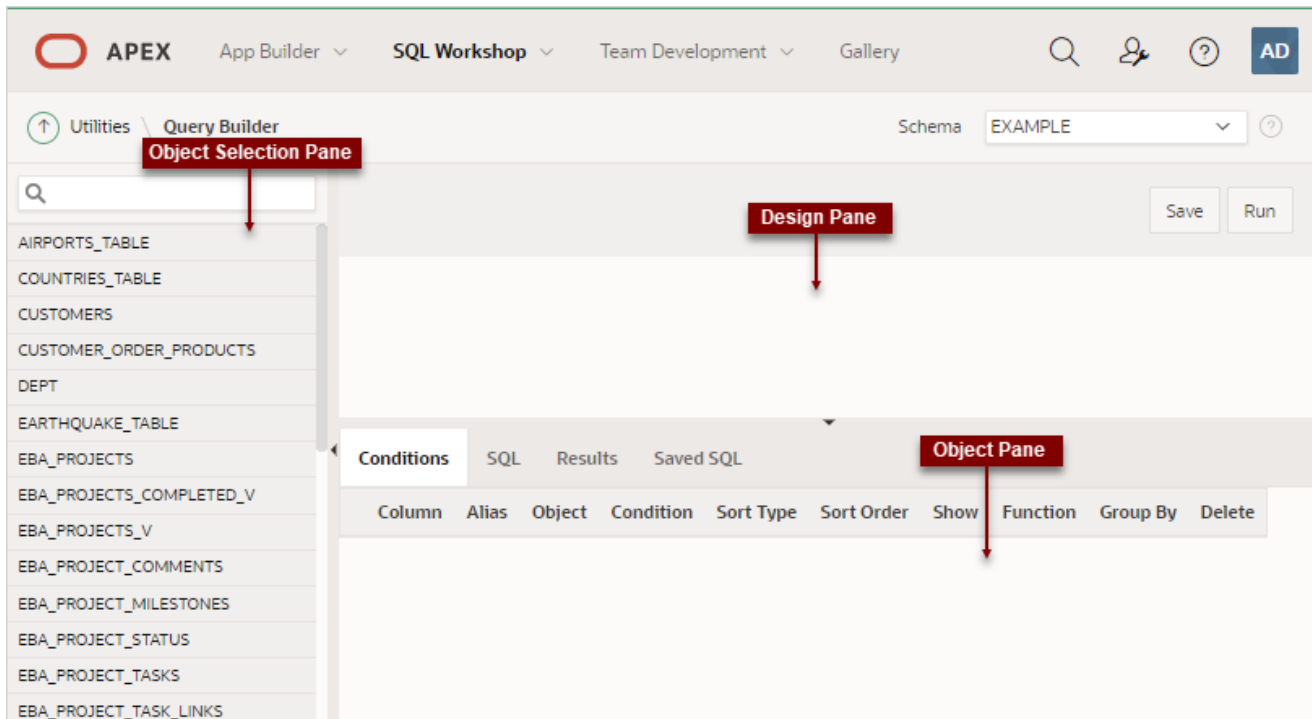 APEX App Builder SQL Workshop Team Development Gallery AD
Utilities \ Query Builder Schema EXAMPLE
Object Selection Pane
Design Pane
Save Run
AIRPORTS_TABLE
COUNTRIES_TABLE
CUSTOMERS
CUSTOMER_ORDER_PRODUCTS
DEPT
EARTHQUAKE_TABLE
EBA_PROJECTS
EBA_PROJECTS_COMPLETED_V
EBA_PROJECTS_V
EBA_PROJECT_COMMENTS
EBA_PROJECT_MILESTONES
EBA_PROJECT_STATUS
EBA_PROJECT_TASKS
EBA_PROJECT_TASK_LINKS
Object Pane
Conditions SQL Results Saved SQL
Column Alias Object Condition Sort Type Sort Order Show Function Group By Delete